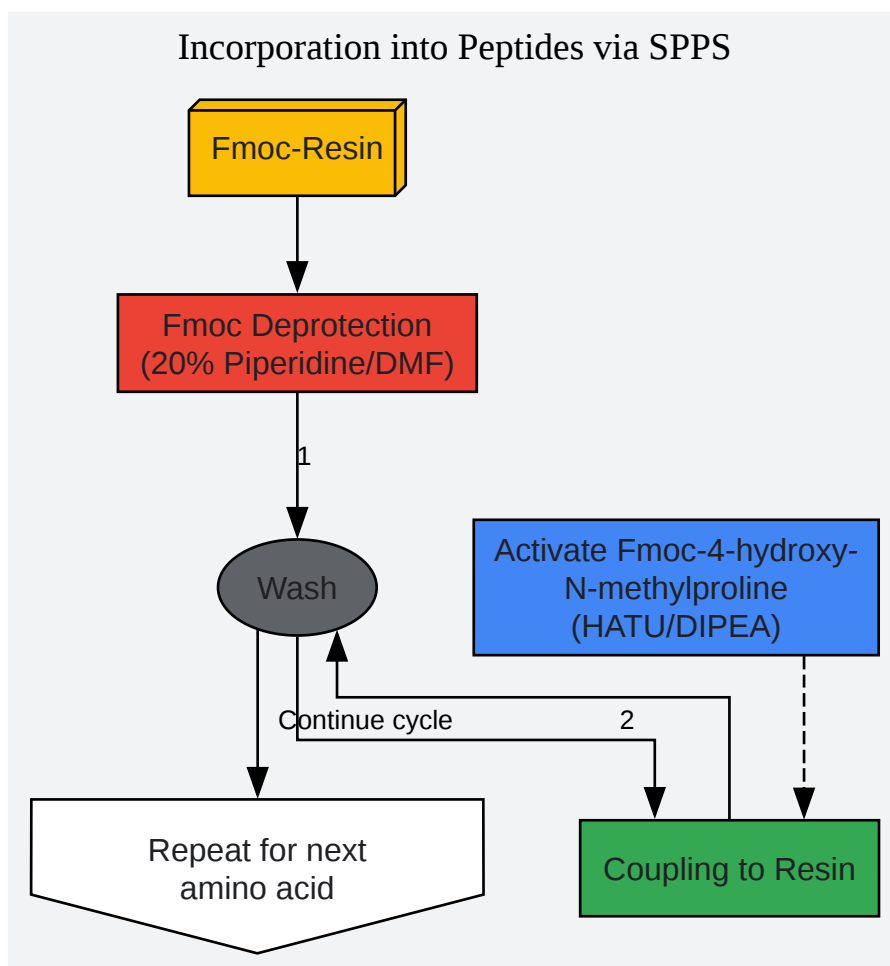 Incorporation into Peptides via SPPS
Fmoc-Resin
Fmoc Deprotection
(20% Piperidine/DMF)
1
Wash
Activate Fmoc-4-hydroxy-
N-methylproline
(HATU/DIPEA)
Continue cycle
2
Repeat for next
amino acid
Coupling to Resin